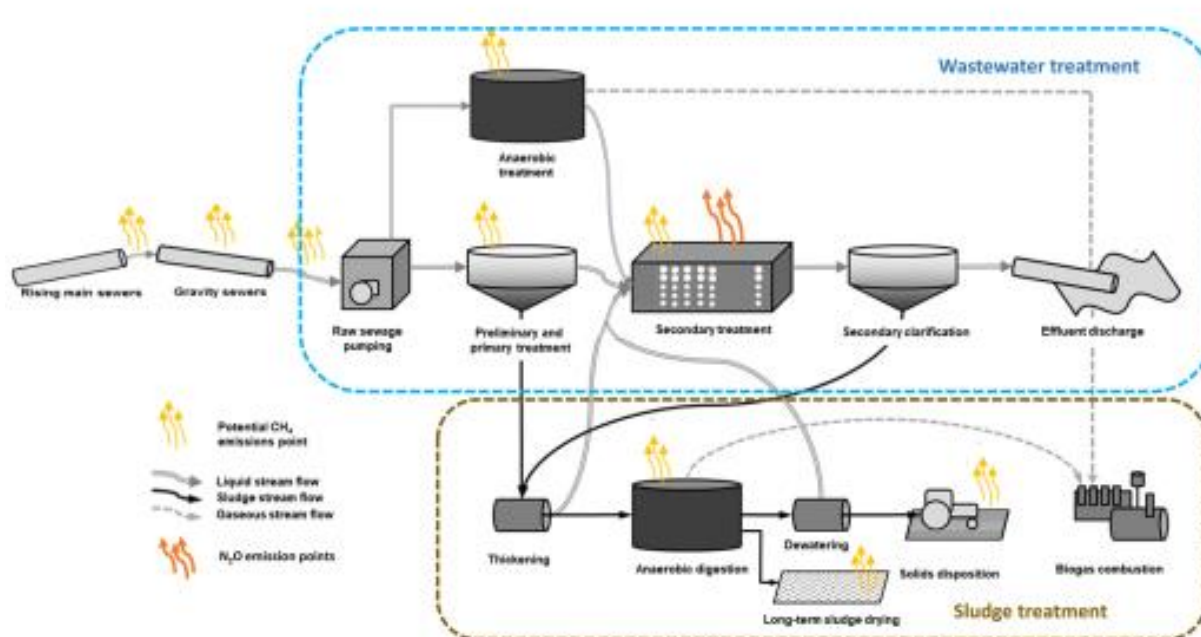 Wastewater treatment
Anaerobic
treatment
Rising main sewers
Gravity sewers
Raw sewage
pumping
Preliminary and
primary treatment
Secondary treatment
Secondary clarification
Effluent discharge
Potential CH₄
emissions point
Liquid stream flow
Sludge stream flow
Gaseous stream flow
N₂O emission points
Thickening
Anaerobic digestion
Dewatering
Solids disposition
Biogas combustion
Long-term sludge drying
Sludge treatment